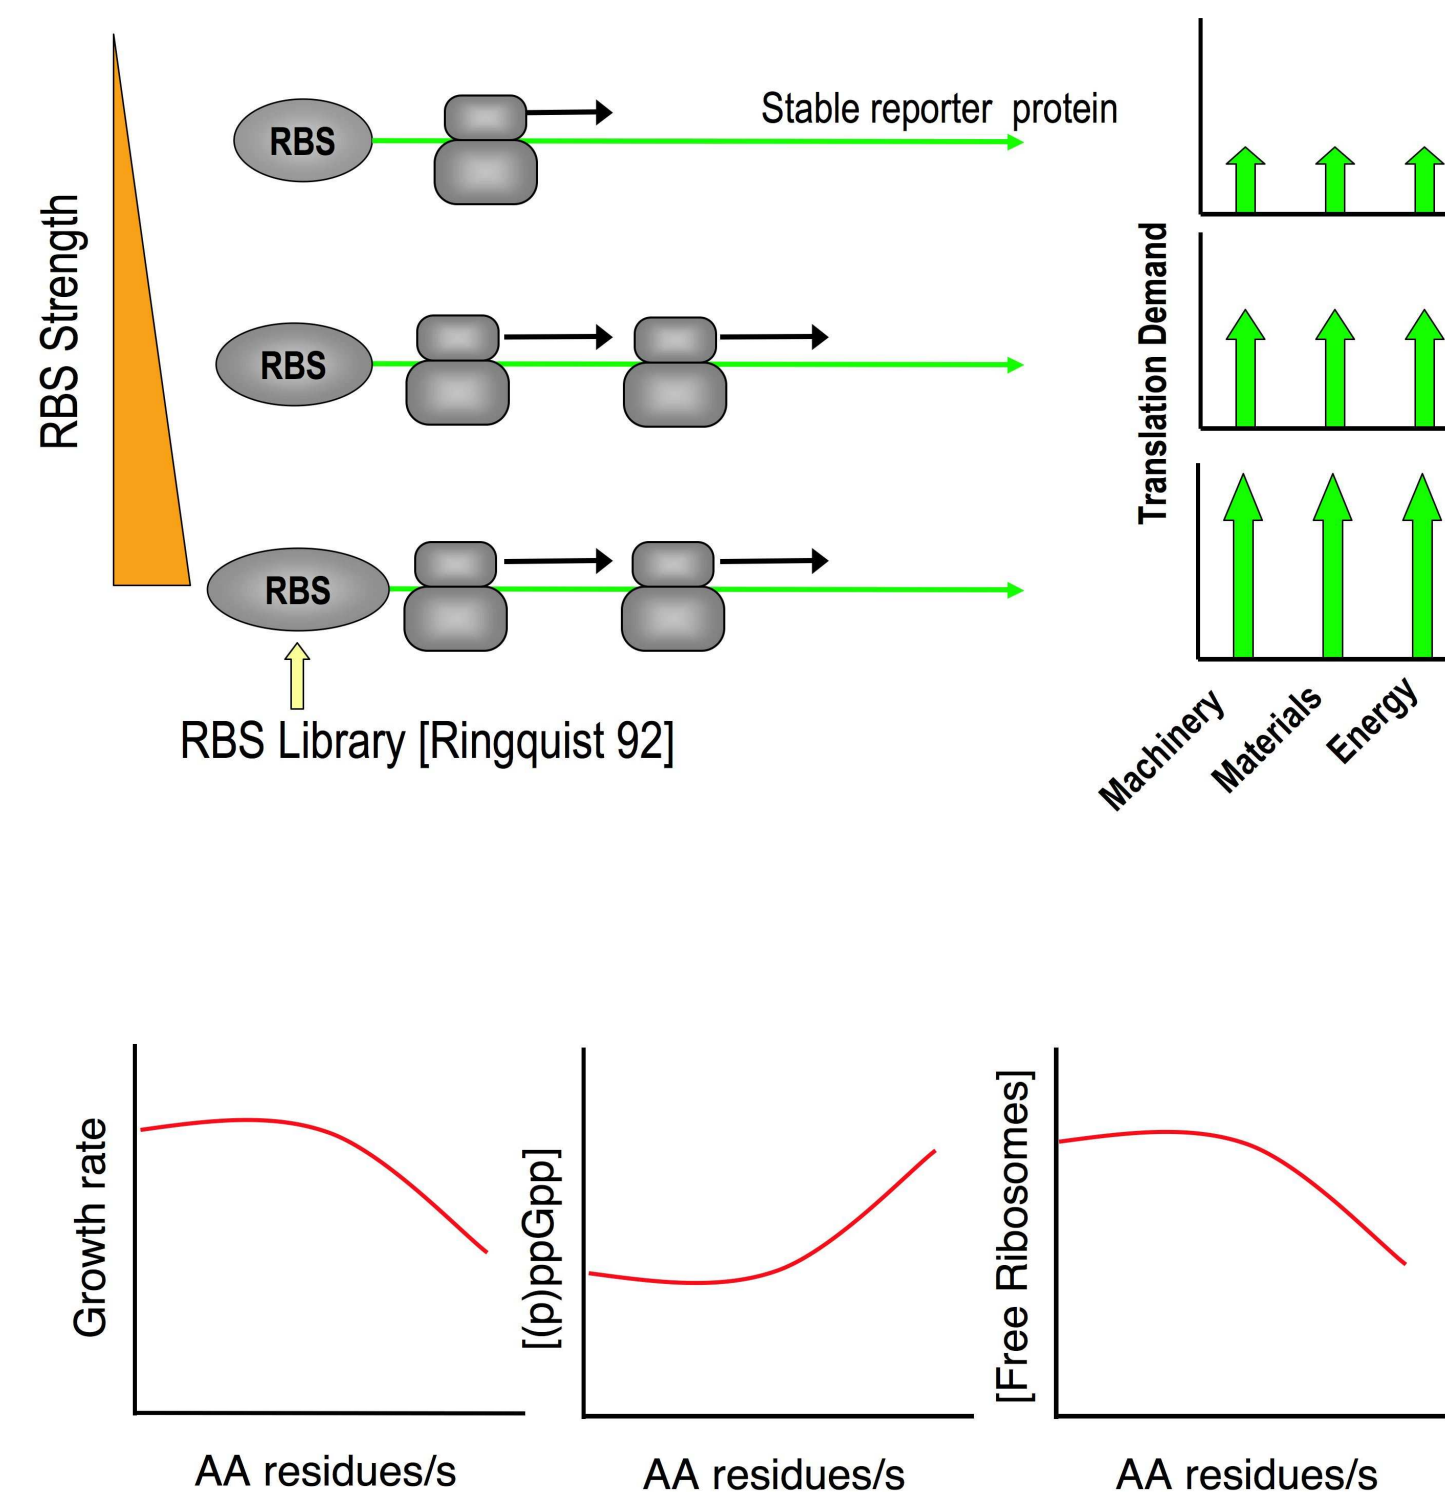 Stable reporter protein
RBS
RBS Strength
RBS
RBS
RBS Library [Ringquist 92]
Translation Demand
Machinery
Materials
Energy
Growth rate
AA residues/s
[(p)ppGpp]
AA residues/s
[Free Ribosomes]
AA residues/s